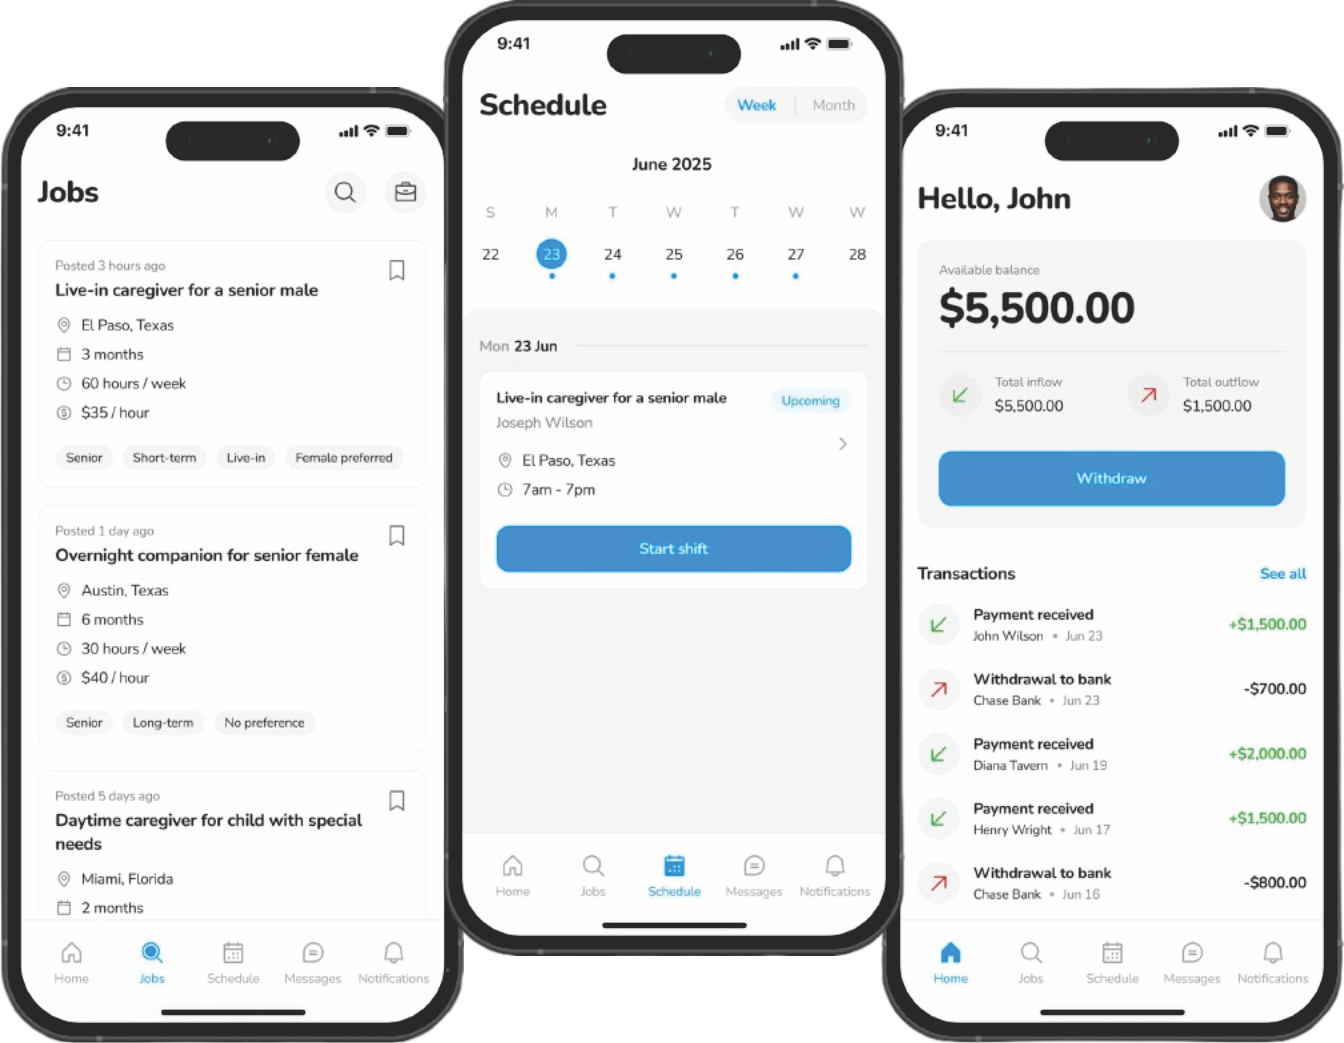 9:41
Jobs
Posted 3 hours ago
Live-in caregiver for a senior male
El Paso, Texas
3 months
60 hours / week
$35 / hour
Senior Short-term Live-in Female preferred
Posted 1 day ago
Overnight companion for senior female
Austin, Texas
6 months
30 hours / week
$40 / hour
Senior Long-term No preference
Posted 5 days ago
Daytime caregiver for child with special
needs
Miami, Florida
2 months
Home Jobs Schedule Messages Notifications
9:41
Schedule
Week Month
June 2025
S M T W T W W
22 23 24 25 26 27 28
Mon 23 Jun
Live-in caregiver for a senior male
Upcoming
Joseph Wilson
El Paso, Texas
7am - 7pm
Start shift
Home Jobs Schedule Messages Notifications
9:41
Hello, John
Available balance
$5,500.00
Total inflow Total outflow
$5,500.00 $1,500.00
Withdraw
Transactions See all
Payment received
John Wilson • Jun 23
+$1,500.00
Withdrawal to bank
Chase Bank • Jun 23
-$700.00
Payment received
Diana Tavern • Jun 19
+$2,000.00
Payment received
Henry Wright • Jun 17
+$1,500.00
Withdrawal to bank
Chase Bank • Jun 16
-$800.00
Home Jobs Schedule Messages Notifications